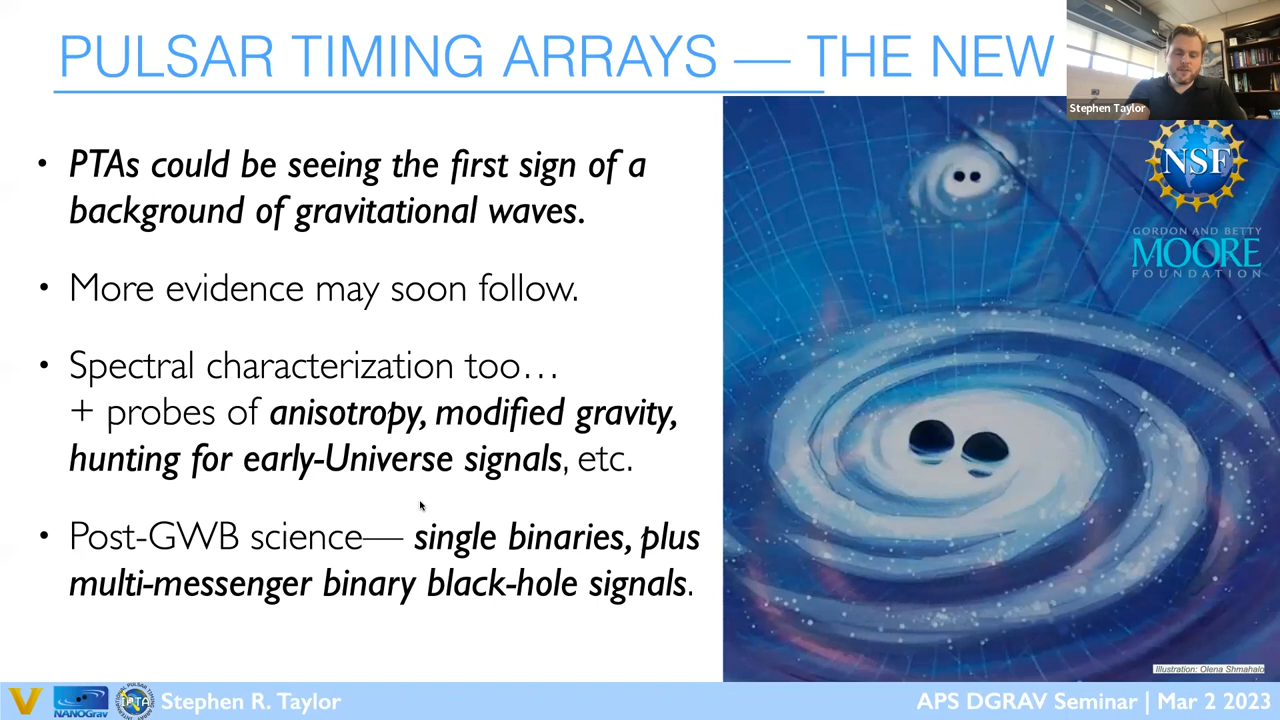 PULSAR TIMING ARRAYS — THE NEW
Stephen Taylor
NSF
GORDON AND BETTY
MOORE
FOUNDATION
• PTAs could be seeing the first sign of a
background of gravitational waves.
• More evidence may soon follow.
• Spectral characterization too…
+ probes of anisotropy, modified gravity,
hunting for early-Universe signals, etc.
• Post-GWB science— single binaries, plus
multi-messenger binary black-hole signals.
Illustration: Olena Shmahalo
V
NANOGrav
IPTA
Stephen R. Taylor
APS DGRAV Seminar | Mar 2 2023